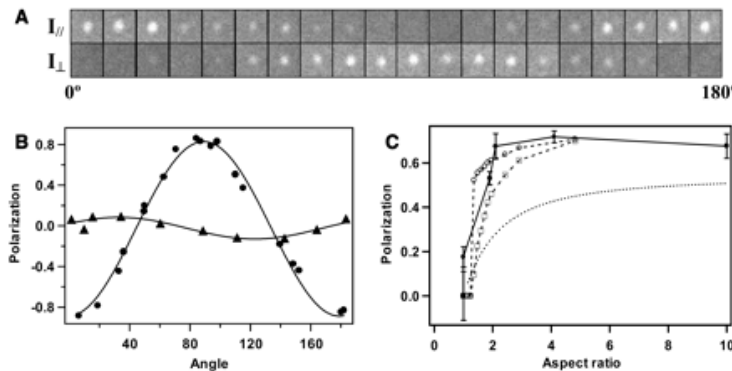 A
I//
I⊥
0° 180°
B
Polarization
0.8
0.4
0.0
-0.4
-0.8
40 80 120 160
Angle
C
Polarization
0.6
0.4
0.2
0.0
0 2 4 6 8 10
Aspect ratio